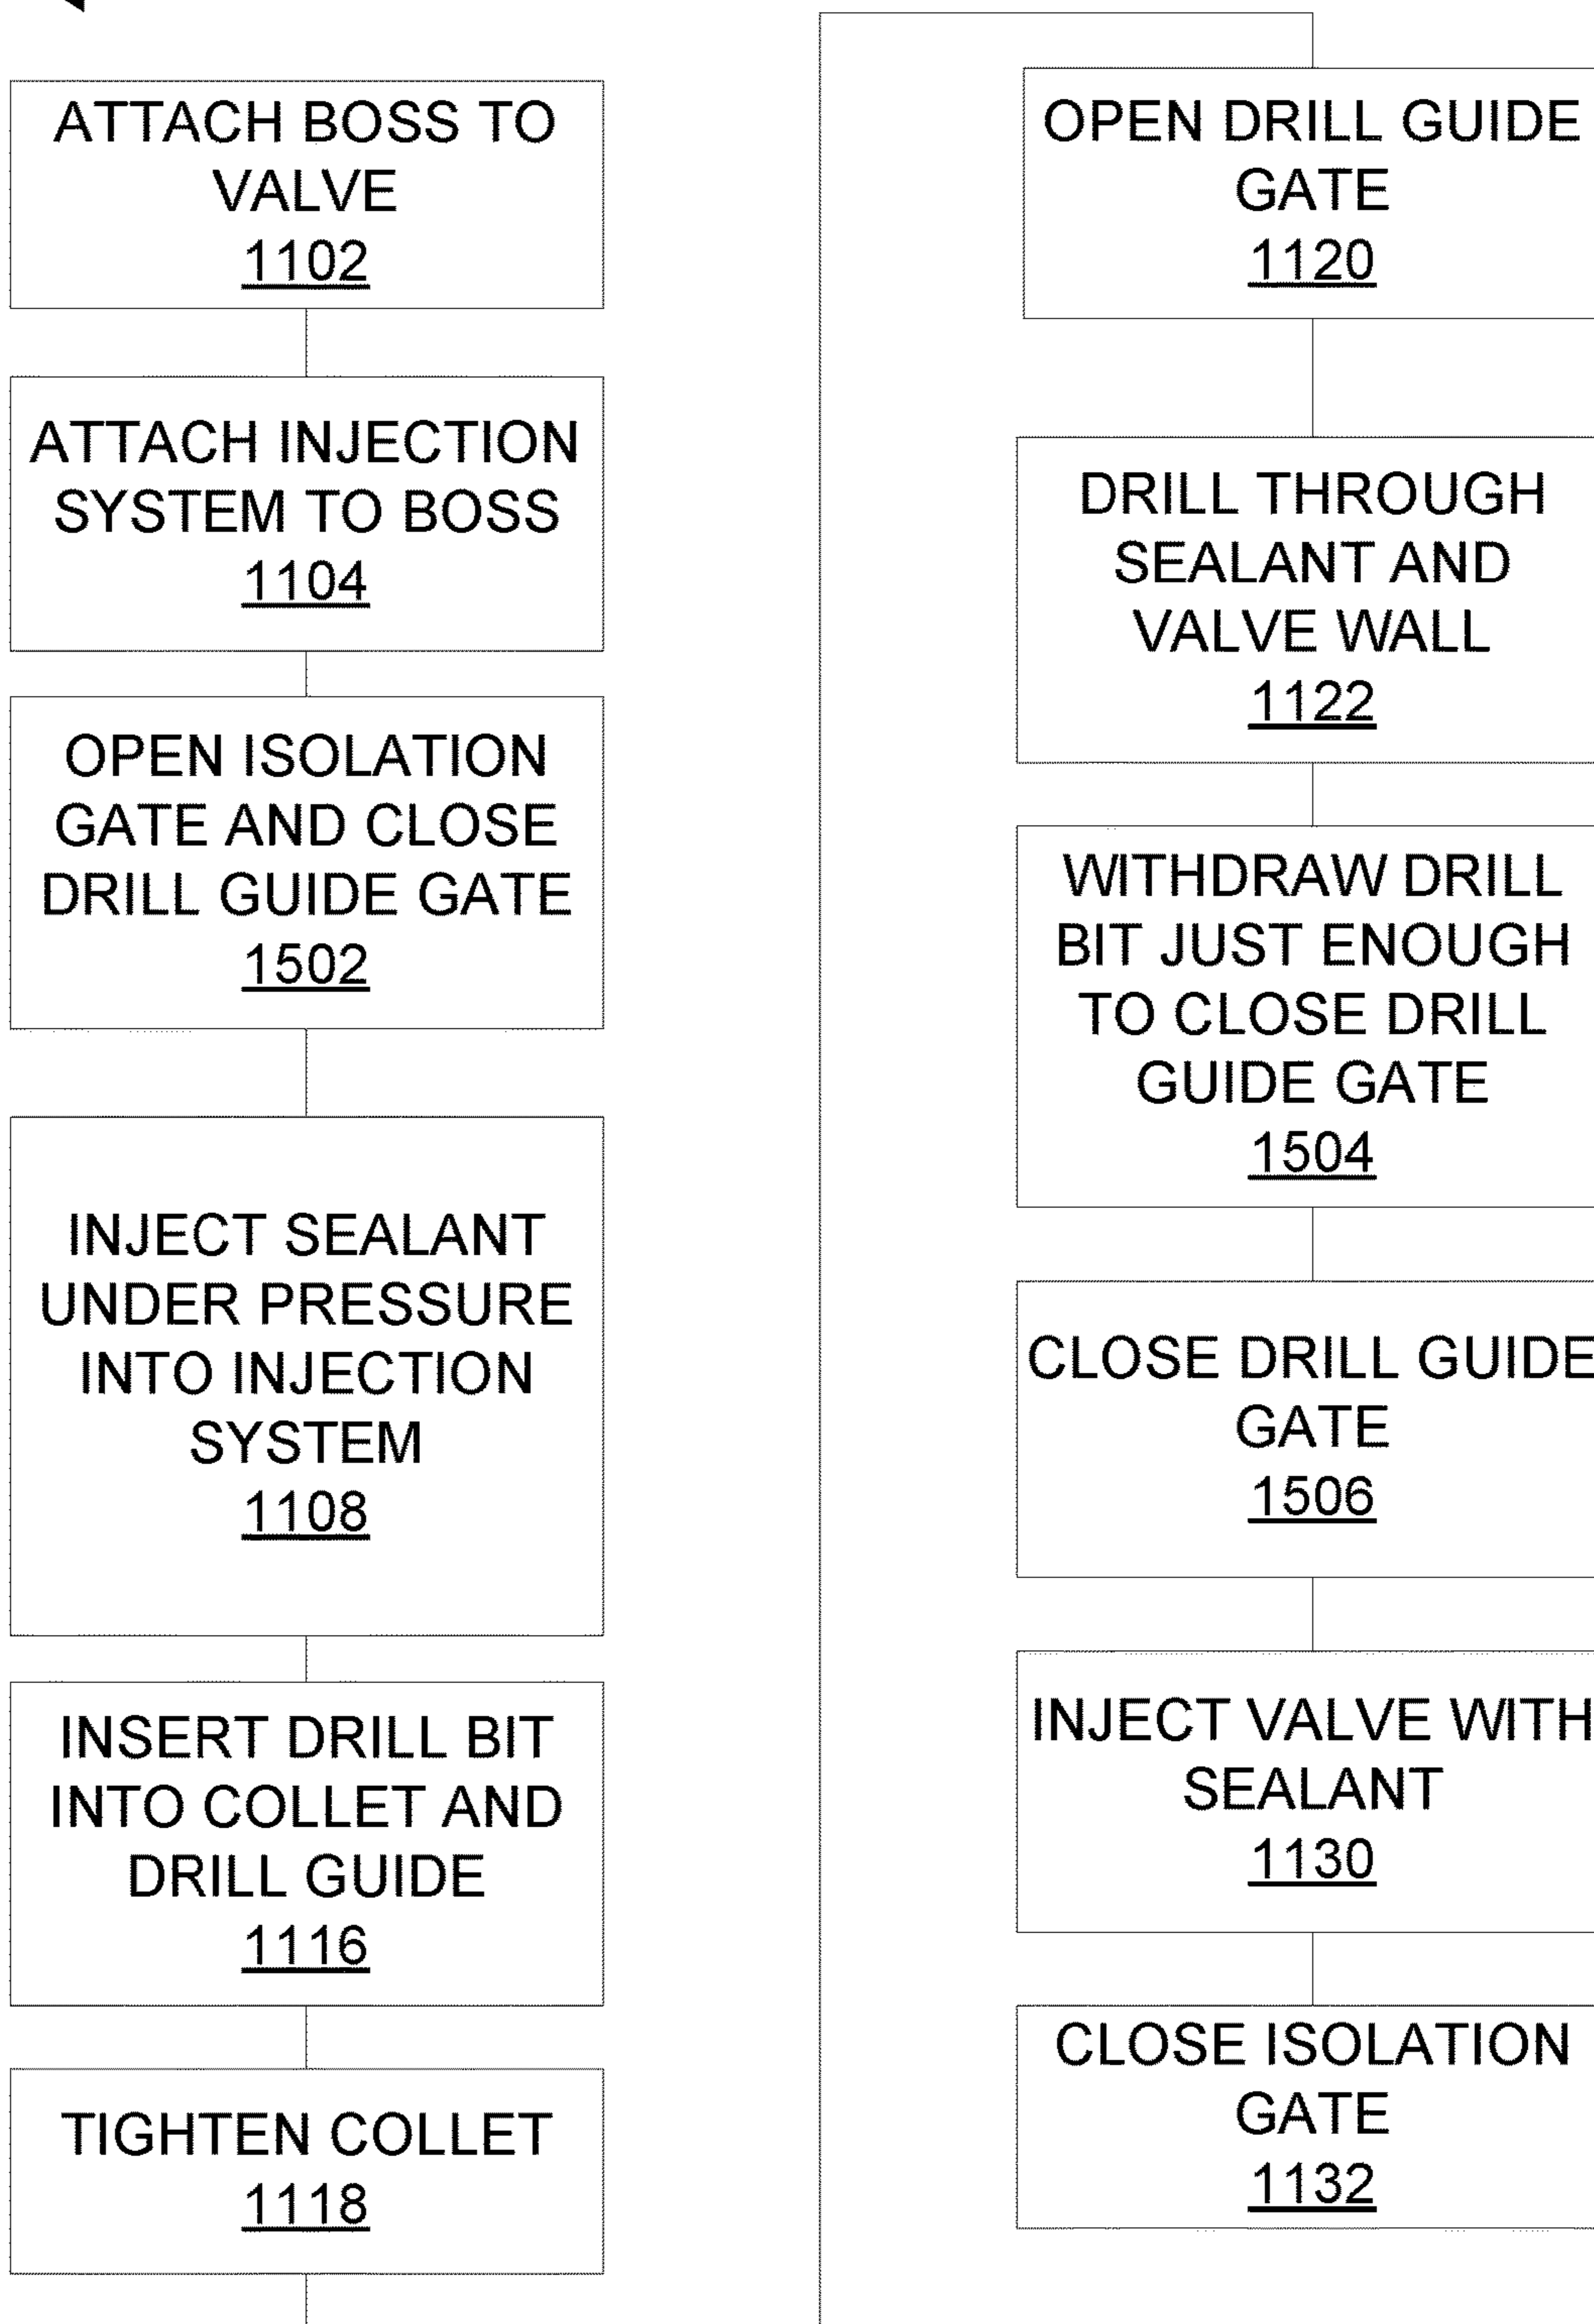 ATTACH BOSS TO
VALVE
1102
ATTACH INJECTION
SYSTEM TO BOSS
1104
OPEN ISOLATION
GATE AND CLOSE
DRILL GUIDE GATE
1502
INJECT SEALANT
UNDER PRESSURE
INTO INJECTION
SYSTEM
1108
INSERT DRILL BIT
INTO COLLET AND
DRILL GUIDE
1116
TIGHTEN COLLET
1118
OPEN DRILL GUIDE
GATE
1120
DRILL THROUGH
SEALANT AND
VALVE WALL
1122
WITHDRAW DRILL
BIT JUST ENOUGH
TO CLOSE DRILL
GUIDE GATE
1504
CLOSE DRILL GUIDE
GATE
1506
INJECT VALVE WITH
SEALANT
1130
CLOSE ISOLATION
GATE
1132